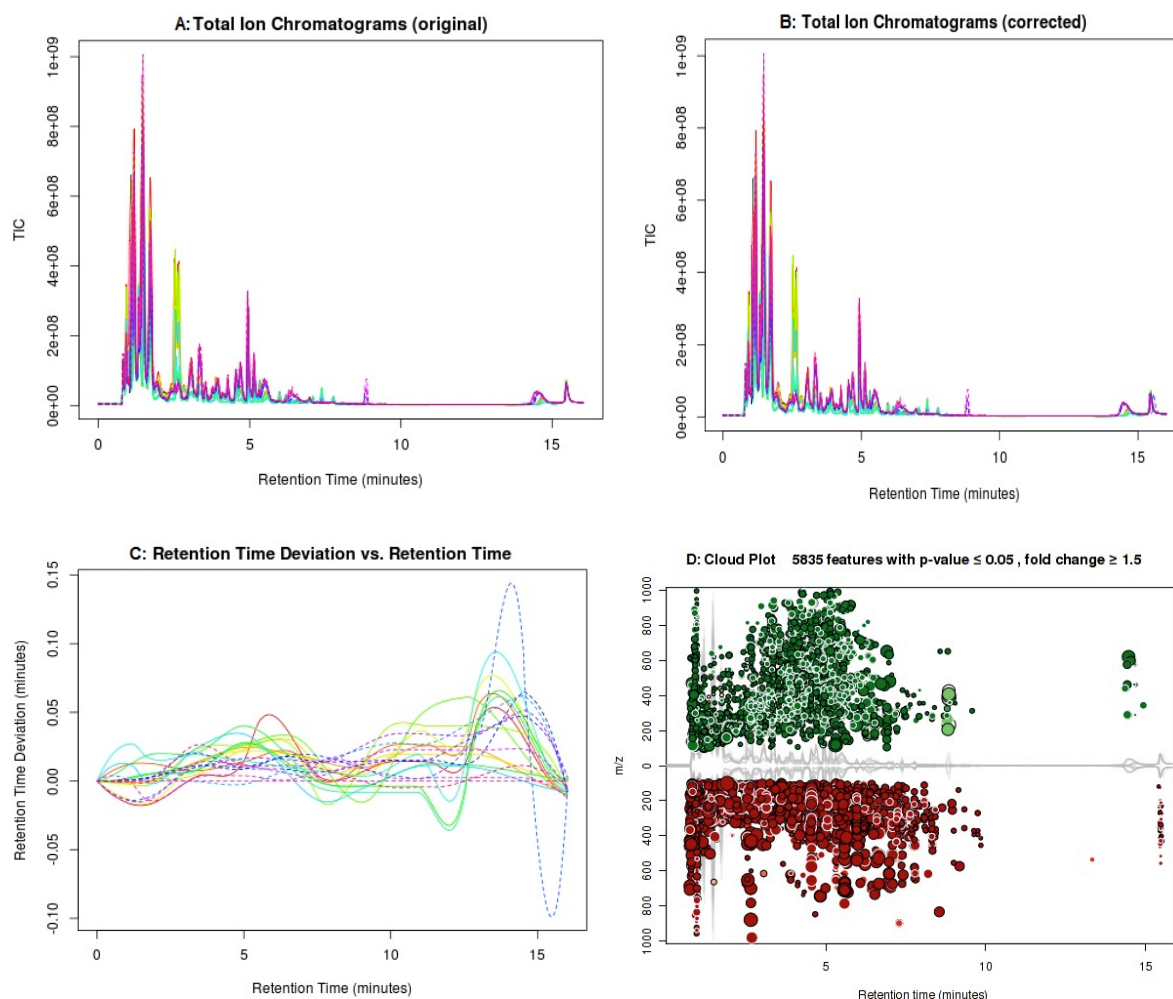 A: Total Ion Chromatograms (original)
TIC
1e+09
8e+08
6e+08
4e+08
2e+08
0e+00
0 5 10 15
Retention Time (minutes)
B: Total Ion Chromatograms (corrected)
TIC
1e+09
8e+08
6e+08
4e+08
2e+08
0e+00
0 5 10 15
Retention Time (minutes)
C: Retention Time Deviation vs. Retention Time
Retention Time Deviation (minutes)
0.15
0.10
0.05
0.00
-0.05
-0.10
0 5 10 15
Retention Time (minutes)
D: Cloud Plot 5835 features with p-value ≤ 0.05 , fold change ≥ 1.5
m/z
1000
800
600
400
200
0
200
400
600
800
1000
5 10
Retention time (minutes)